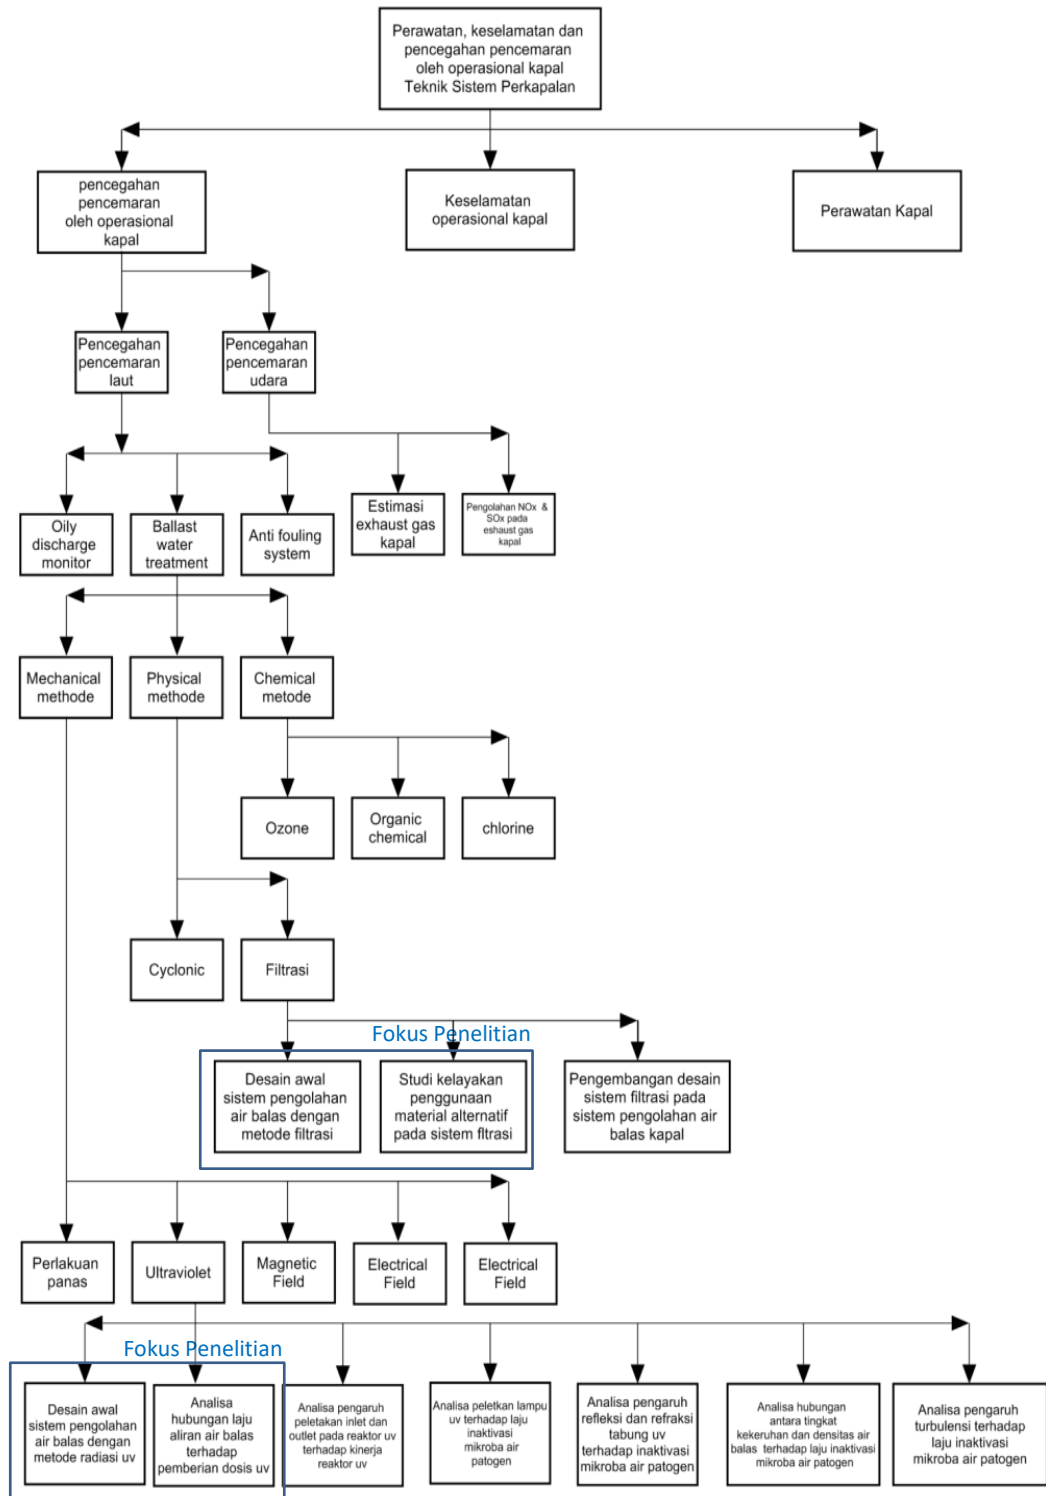 Perawatan, keselamatan dan
pencegahan pencemaran
oleh operasional kapal
Teknik Sistem Perkapalan
pencegahan
pencemaran
oleh operasional
kapal
Keselamatan
operasional kapal
Perawatan Kapal
Pencegahan
pencemaran
laut
Pencegahan
pencemaran
udara
Oily
discharge
monitor
Ballast
water
treatment
Anti fouling
system
Estimasi
exhaust gas
kapal
Pengolahan NOx &
SOx pada
eshaust gas
kapal
Mechanical
methode
Physical
methode
Chemical
metode
Ozone
Organic
chemical
chlorine
Cyclonic
Filtrasi
Fokus Penelitian
Desain awal
sistem pengolahan
air balas dengan
metode filtrasi
Studi kelayakan
penggunaan
material alternatif
pada sistem fltrasi
Pengembangan desain
sistem filtrasi pada
sistem pengolahan air
balas kapal
Perlakuan
panas
Ultraviolet
Magnetic
Field
Electrical
Field
Electrical
Field
Fokus Penelitian
Desain awal
sistem pengolahan
air balas dengan
metode radiasi uv
Analisa
hubungan laju
aliran air balas
terhadap
pemberian dosis uv
Analisa pengaruh
peletakan inlet dan
outlet pada reaktor uv
terhadap kinerja
reaktor uv
Analisa peletkan lampu
uv terhadap laju
inaktivasi
mikroba air
patogen
Analisa pengaruh
refleksi dan refraksi
tabung uv
terhadap inaktivasi
mikroba air patogen
Analisa hubungan
antara tingkat
kekeruhan dan densitas air
balas terhadap laju inaktivasi
mikroba air patogen
Analisa pengaruh
turbulensi terhadap
laju inaktivasi
mikroba air patogen